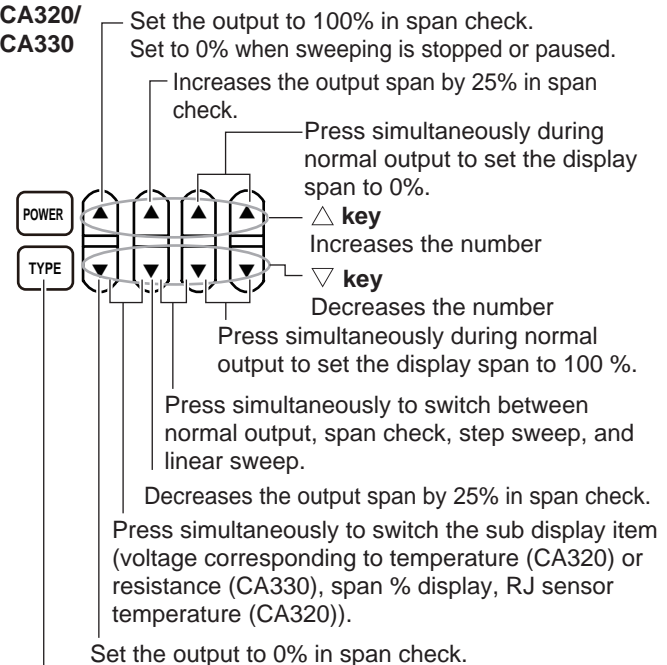 CA320/
CA330
Set the output to 100% in span check.
Set to 0% when sweeping is stopped or paused.
Increases the output span by 25% in span
check.
Press simultaneously during
normal output to set the display
span to 0%.
POWER
△ key
Increases the number
TYPE
▽ key
Decreases the number
Press simultaneously during normal
output to set the display span to 100 %.
Press simultaneously to switch between
normal output, span check, step sweep, and
linear sweep.
Decreases the output span by 25% in span check.
Press simultaneously to switch the sub display item
(voltage corresponding to temperature (CA320) or
resistance (CA330), span % display, RJ sensor
temperature (CA320)).
Set the output to 0% in span check.